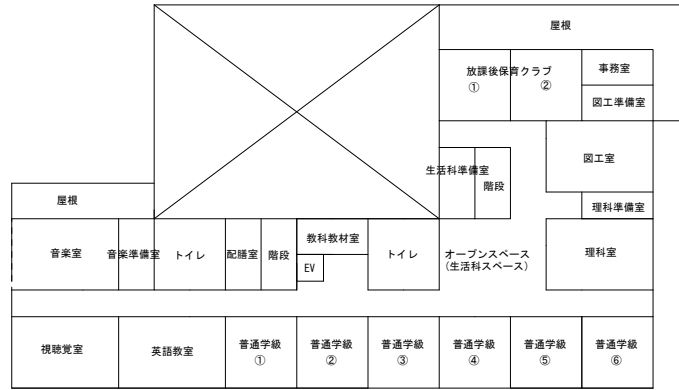 屋根
放課後保育クラブ
①
②
事務室
図工準備室
生活科準備室
階段
図工室
理科準備室
屋根
音楽室
音楽準備室
トイレ
配膳室
階段
教科教材室
EV
トイレ
オープンスペース
(生活科スペース)
理科室
視聴覚室
英語教室
普通学級
①
普通学級
②
普通学級
③
普通学級
④
普通学級
⑤
普通学級
⑥